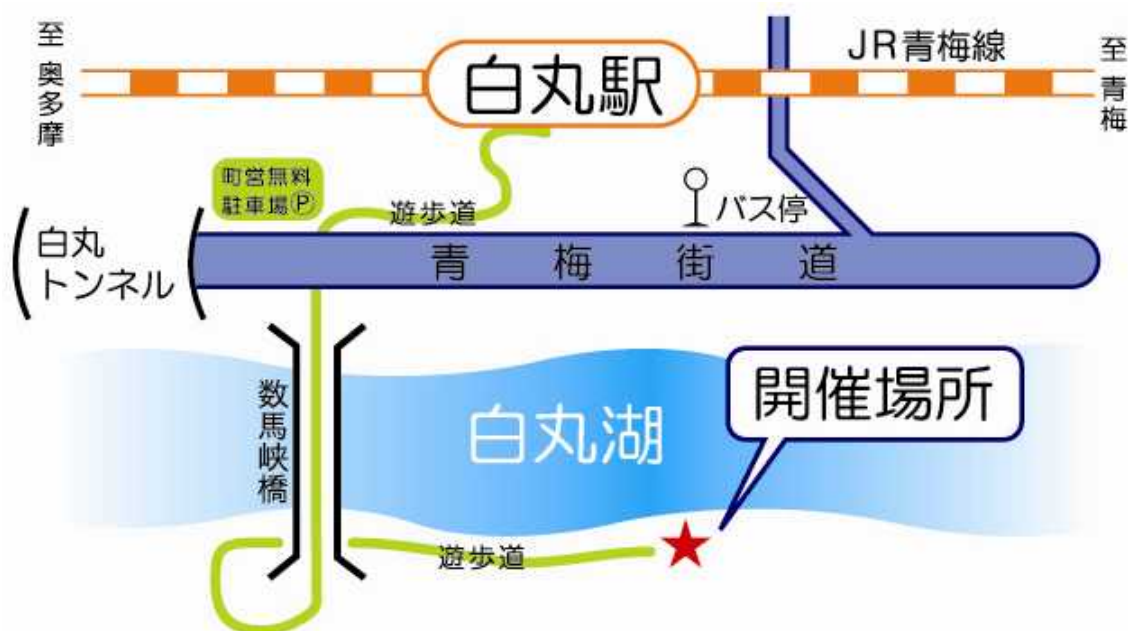 至奥多摩
白丸駅
JR青梅線
至青梅
町営無料
駐車場Ⓟ
遊歩道
バス停
白丸
トンネル
青梅街道
数馬峡橋
白丸湖
開催場所
遊歩道